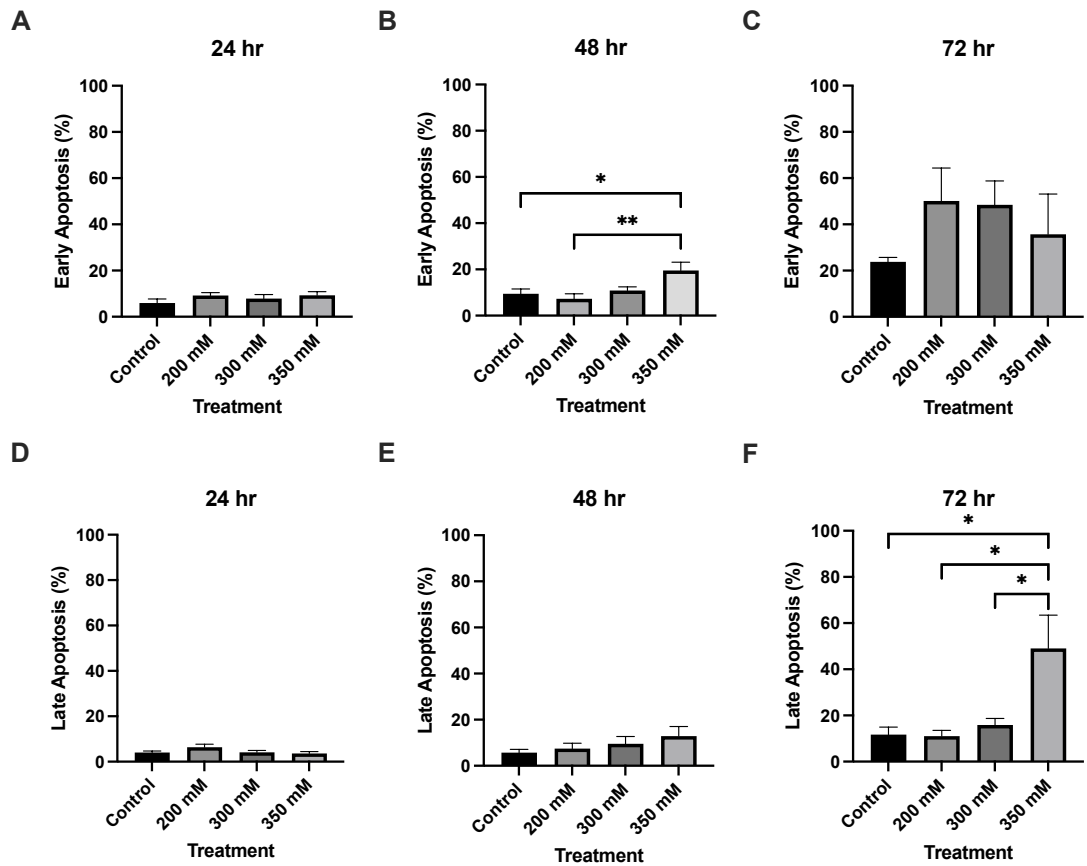 A
24 hr
Early Apoptosis (%)
100
80
60
40
20
0
Control
200 mM
300 mM
350 mM
Treatment
B
48 hr
Early Apoptosis (%)
100
80
60
40
20
0
*
**
Control
200 mM
300 mM
350 mM
Treatment
C
72 hr
Early Apoptosis (%)
100
80
60
40
20
0
Control
200 mM
300 mM
350 mM
Treatment
D
24 hr
Late Apoptosis (%)
100
80
60
40
20
0
Control
200 mM
300 mM
350 mM
Treatment
E
48 hr
Late Apoptosis (%)
100
80
60
40
20
0
Control
200 mM
300 mM
350 mM
Treatment
F
72 hr
Late Apoptosis (%)
100
80
60
40
20
0
*
*
*
Control
200 mM
300 mM
350 mM
Treatment